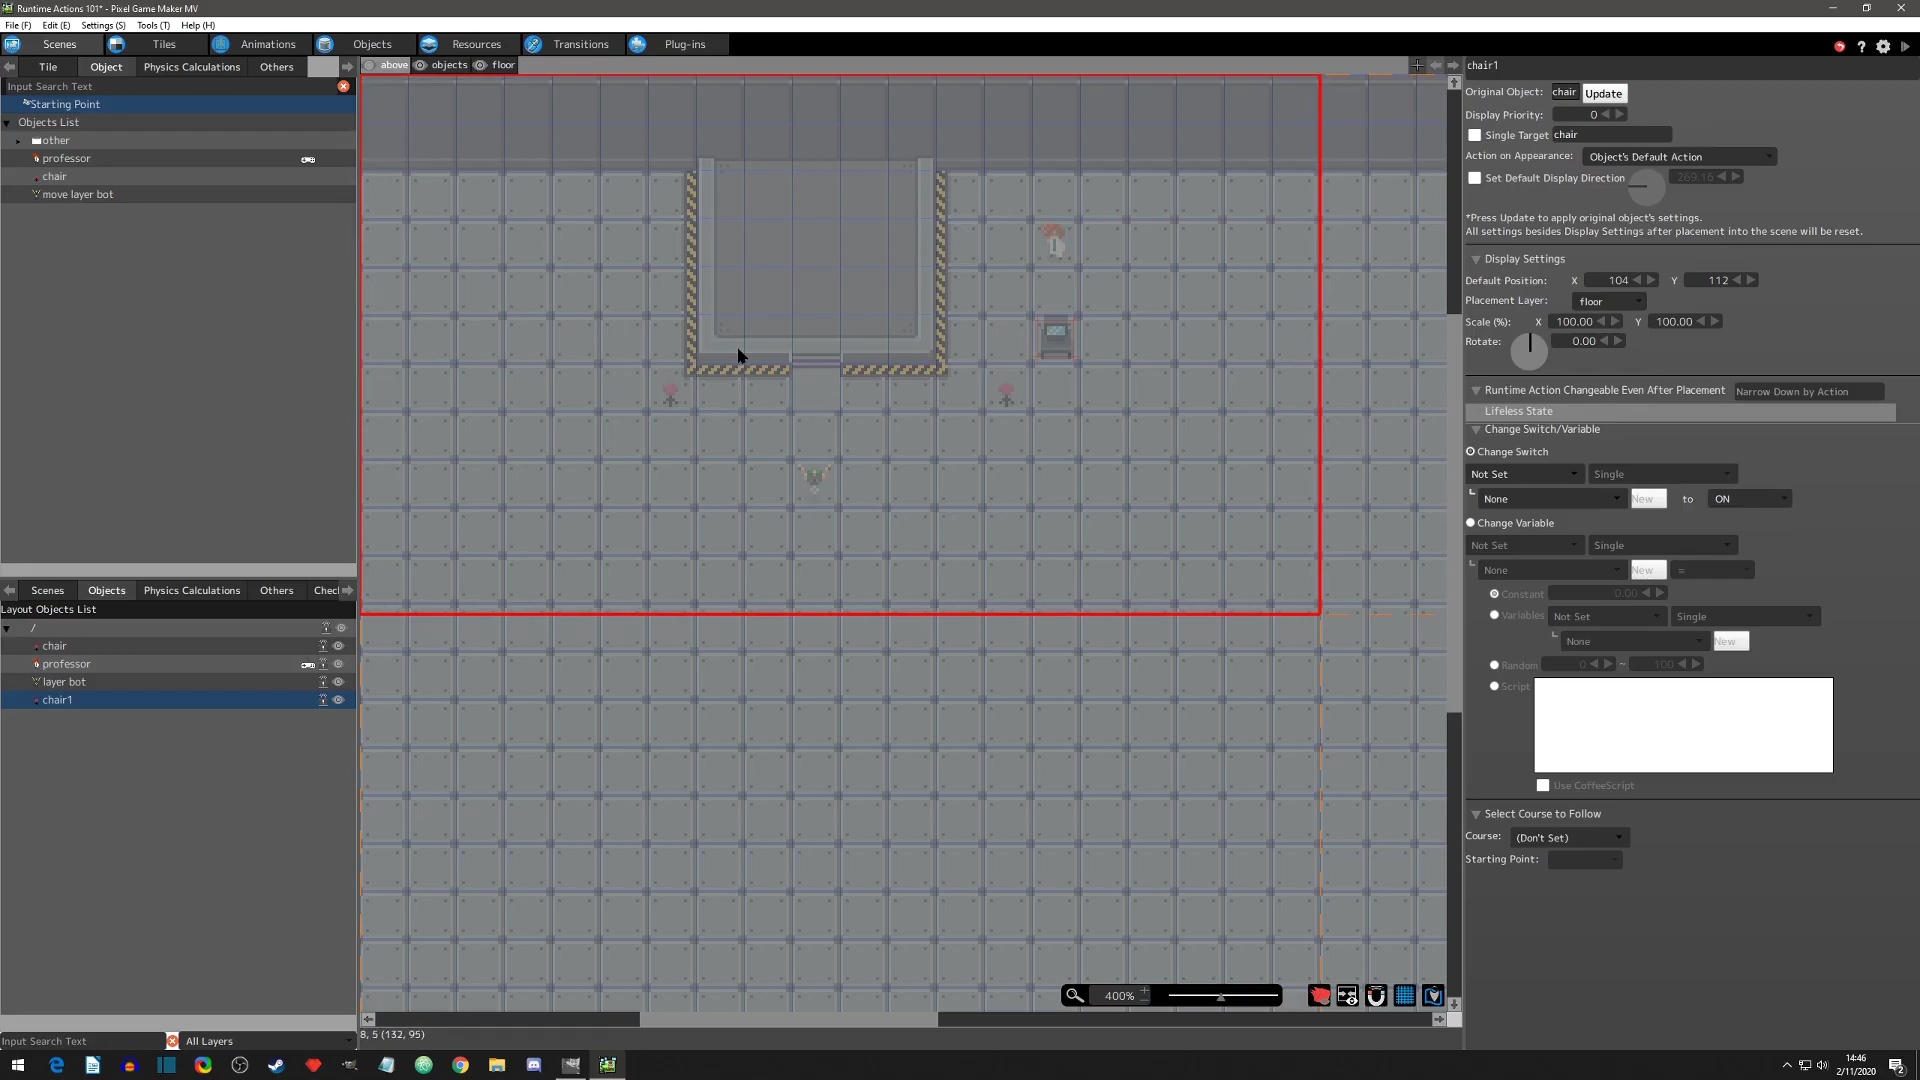 Runtime Actions 101* - Pixel Game Maker MV
File (F) Edit (E) Settings (S) Tools (T) Help (H)
Scenes Tiles Animations Objects Resources Transitions Plug-ins
Tile Object Physics Calculations Others
Input Search Text
Starting Point
Objects List
other
professor
chair
move layer bot
Scenes Objects Physics Calculations Others Chec
Layout Objects List
/
chair
professor
layer bot
chair1
Input Search Text All Layers
above objects floor
400%
8, 5 (132, 95)
chair1
Original Object: chair Update
Display Priority: 0
Single Target chair
Action on Appearance: Object's Default Action
Set Default Display Direction 269.16
*Press Update to apply original object's settings.
All settings besides Display Settings after placement into the scene will be reset.
Display Settings
Default Position: X 104 Y 112
Placement Layer: floor
Scale (%): X 100.00 Y 100.00
Rotate: 0.00
Runtime Action Changeable Even After Placement Narrow Down by Action
Lifeless State
Change Switch/Variable
Change Switch
Not Set Single
None New to ON
Change Variable
Not Set Single
None New =
Constant 0.00
Variables Not Set Single
None New
Random 0 ~ 100
Script
Use CoffeeScript
Select Course to Follow
Course: (Don't Set)
Starting Point:
14:46
2/11/2020
2